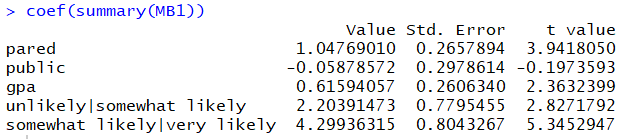 > coef(summary(MB1))
Value Std. Error t value
pared 1.04769010 0.2657894 3.9418050
public -0.05878572 0.2978614 -0.1973593
gpa 0.61594057 0.2606340 2.3632399
unlikely|somewhat likely 2.20391473 0.7795455 2.8271792
somewhat likely|very likely 4.29936315 0.8043267 5.3452947